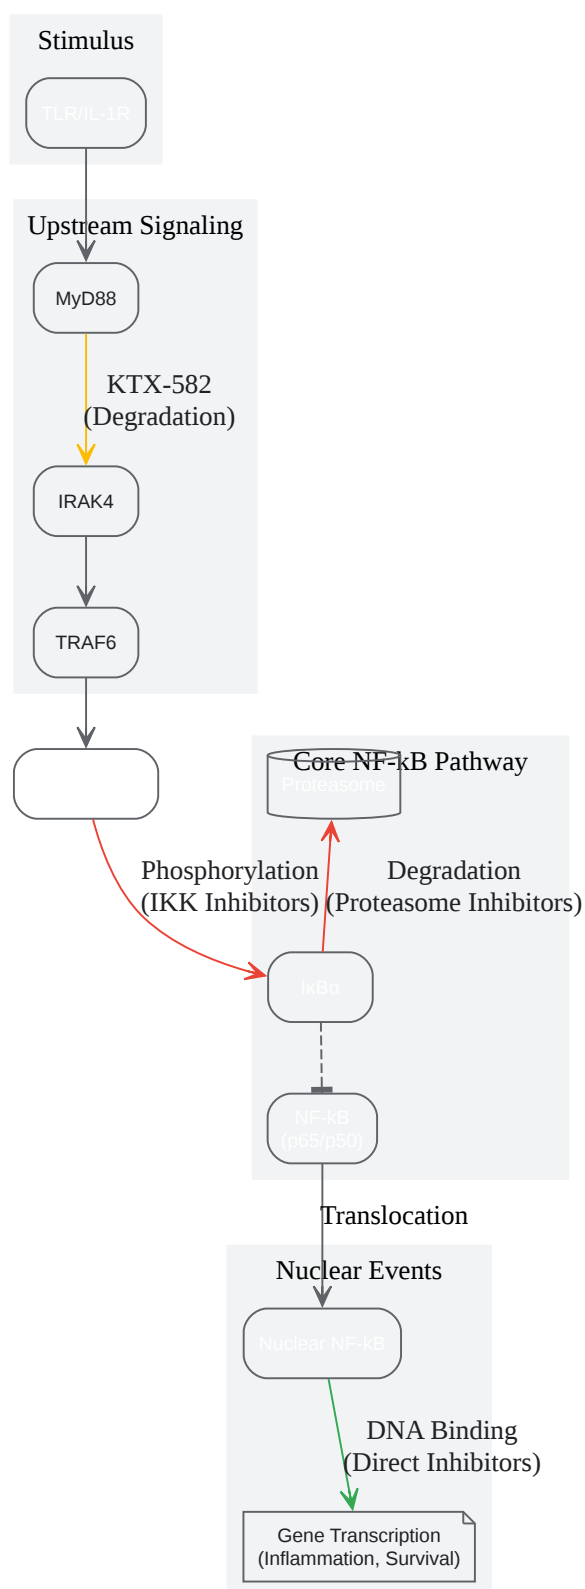 Stimulus
TLR/IL-1R
Upstream Signaling
MyD88
KTX-582
(Degradation)
IRAK4
TRAF6
Core NF-kB Pathway
Proteasome
Phosphorylation
(IKK Inhibitors)
Degradation
(Proteasome Inhibitors)
IκBα
NF-kB
(p65/p50)
Translocation
Nuclear Events
Nuclear NF-kB
DNA Binding
(Direct Inhibitors)
Gene Transcription
(Inflammation, Survival)